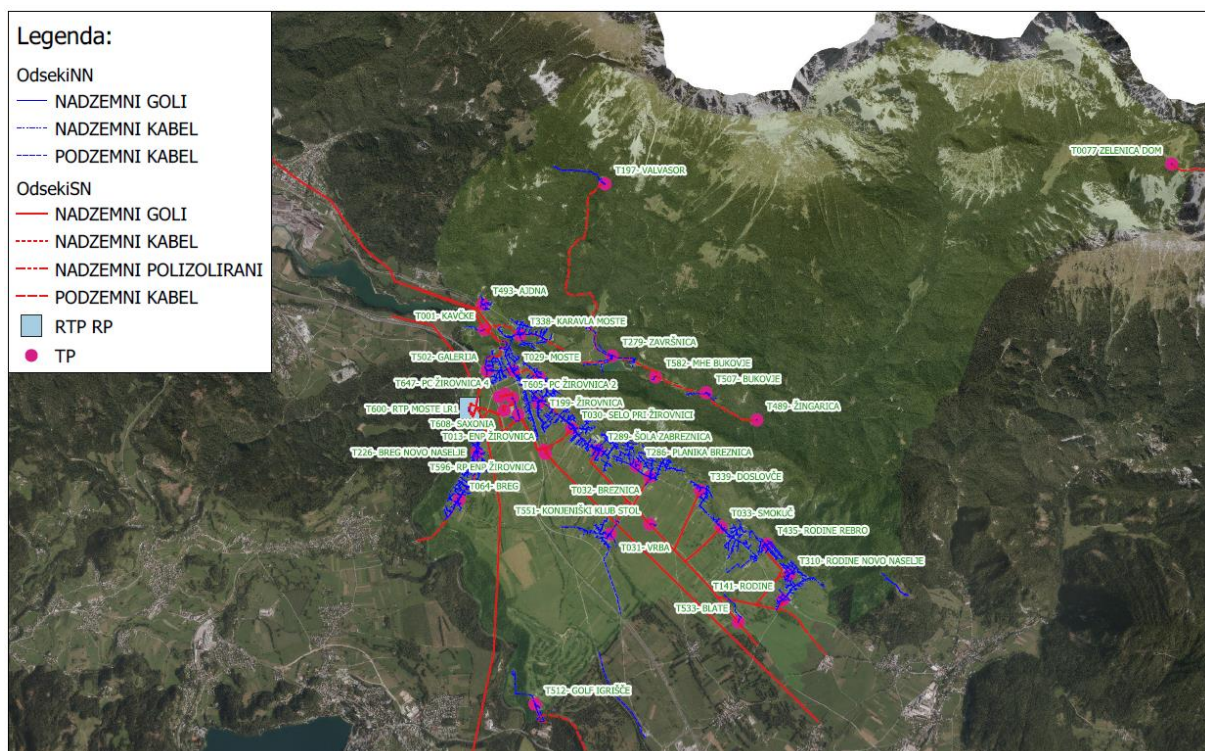 Legenda:
OdsekiNN
NADZEMNI GOLI
NADZEMNI KABEL
PODZEMNI KABEL
OdsekiSN
NADZEMNI GOLI
NADZEMNI KABEL
NADZEMNI POLIZOLIRANI
PODZEMNI KABEL
RTP RP
TP
T0077 ZELENICA DOM
T197- VALVASOR
T493- AJDNA
T001- KAVČKE
T338- KARAVLA MOSTE
T279- ZAVRŠNICA
T502- GALERIJA
T029- MOSTE
T582- MHE BUKOVJE
T647- PC ŽIROVNICA 4
T605- PC ŽIROVNICA 2
T507- BUKOVJE
T600- RTP MOSTE LR1
T199- ŽIROVNICA
T030- SELO PRI ŽIROVNICI
T489- ŽINGARICA
T608- SAXONIA
T013- ENP ŽIROVNICA
T289- ŠOLA ZABREZNICA
T226- BREG NOVO NASELJE
T286- PLANIKA BREZNICA
T596- RP ENP ŽIROVNICA
T339- DOSLOVČE
T064- BREG
T032- BREZNICA
T551- KONJENIŠKI KLUB STOL
T033- SMOKUČ
T435- RODINE REBRO
T031- VRBA
T310- RODINE NOVO NASELJE
T141- RODINE
T533- BLATE
T512- GOLF IGRIŠČE